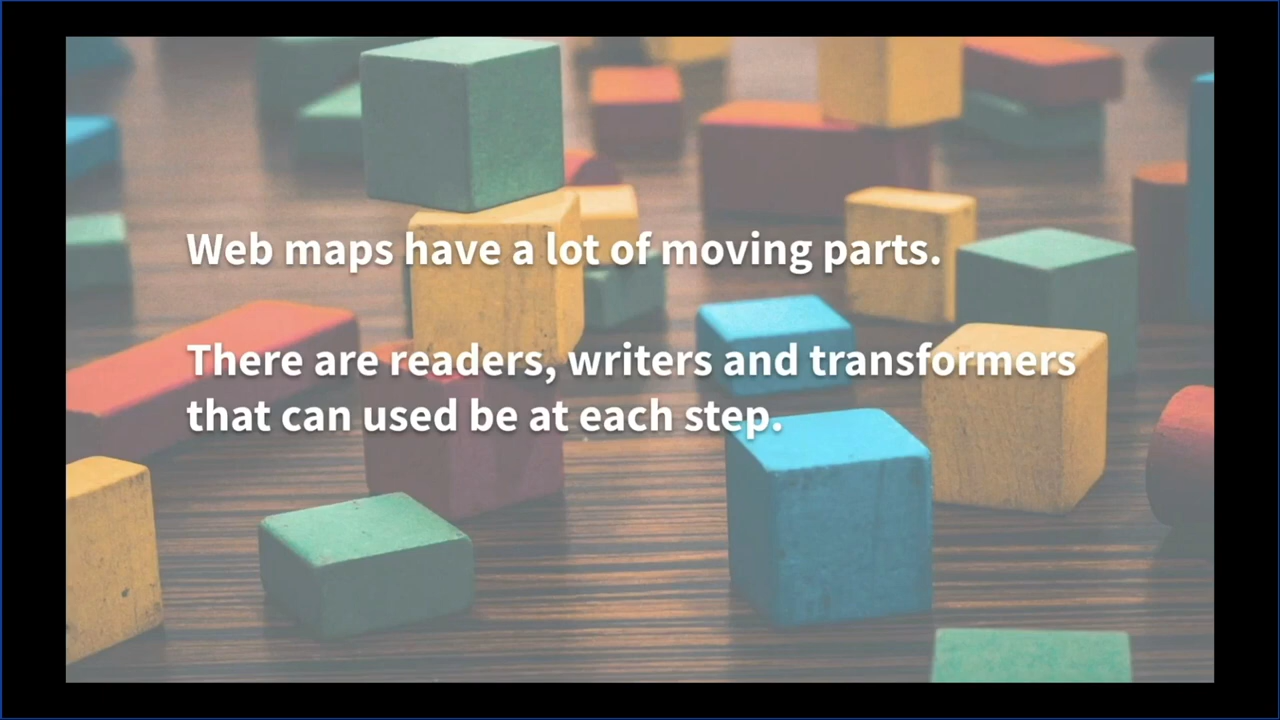 Web maps have a lot of moving parts.
There are readers, writers and transformers
that can used be at each step.